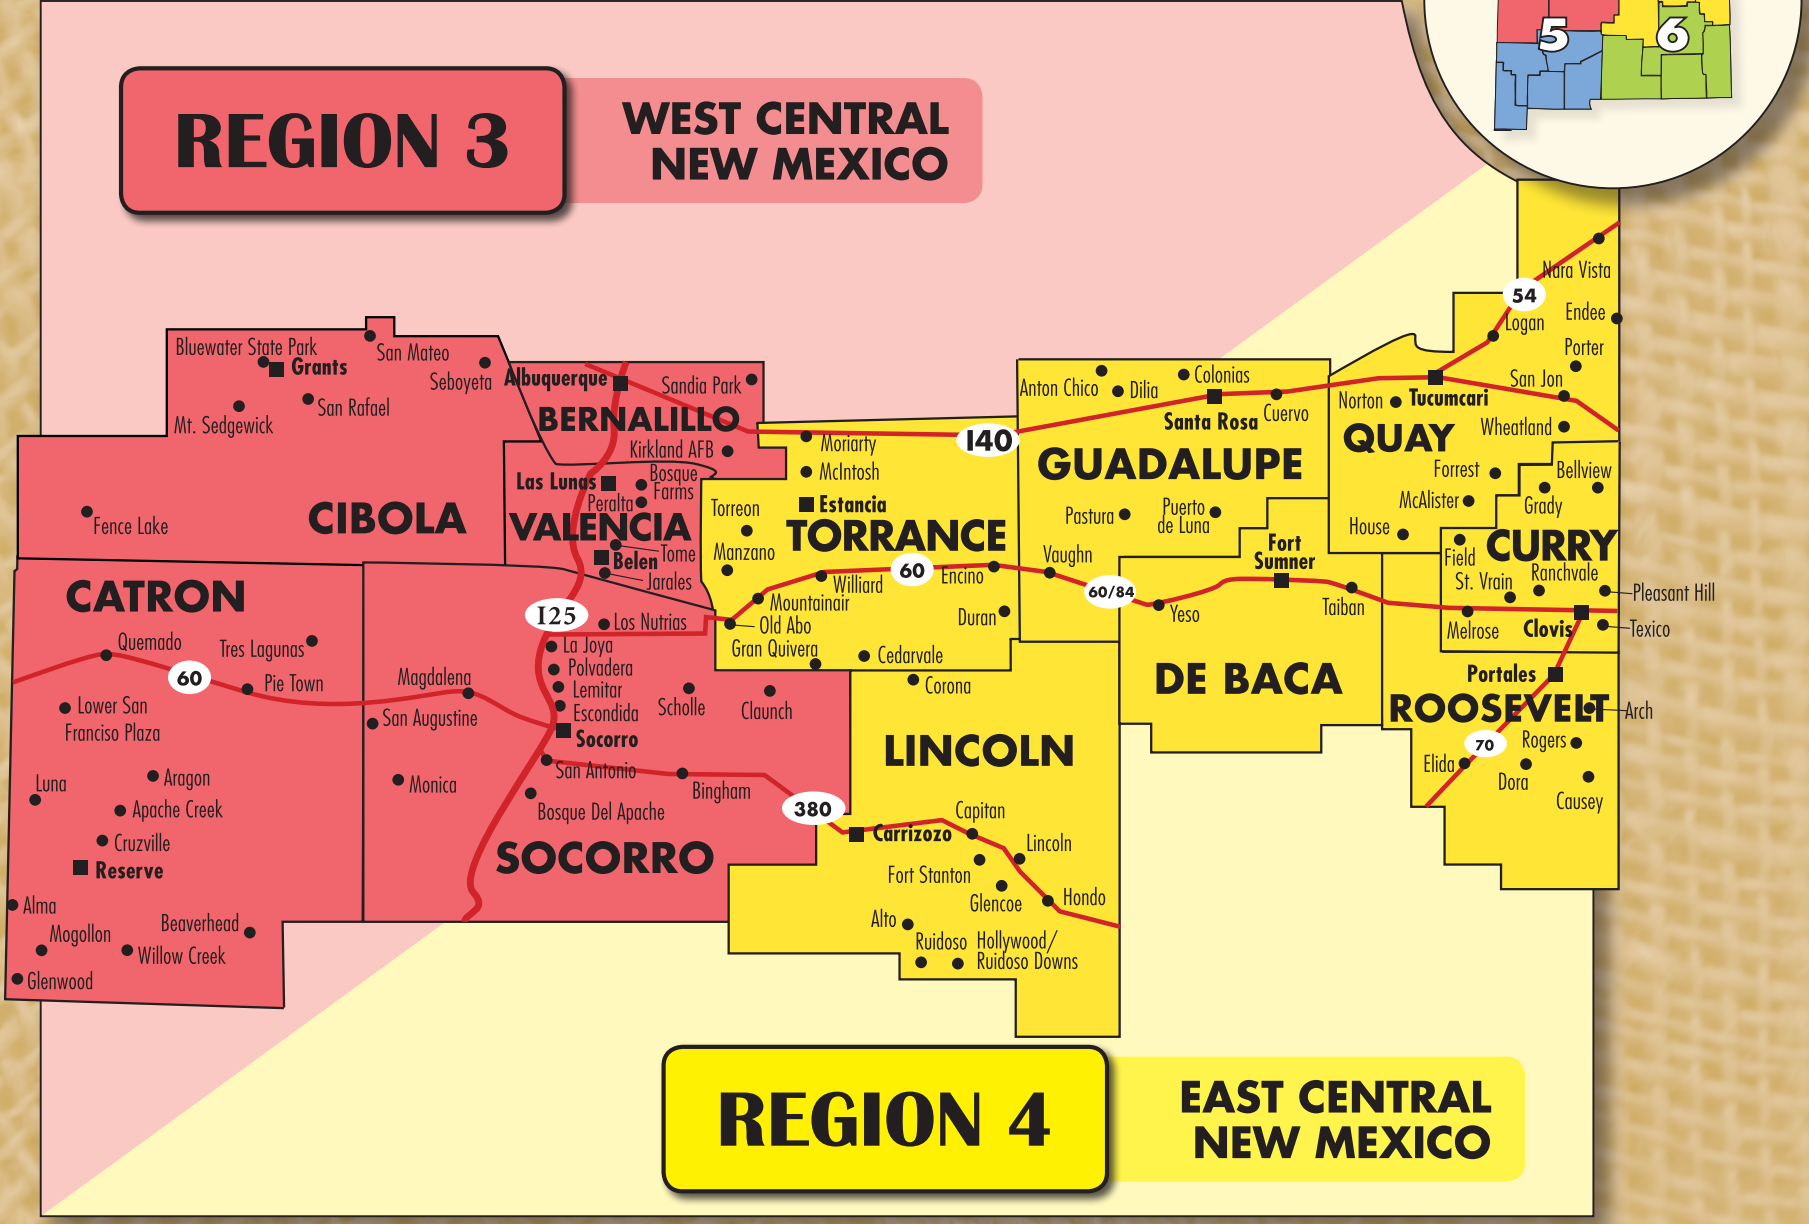 5
6
REGION 3
WEST CENTRAL
NEW MEXICO
Nara Vista
54
Logan
Endee
Porter
San Jon
Tucumcari
Norton
Wheatland
QUAY
Forrest
McAlister
House
Bellview
Grady
CURRY
Field
St. Vrain
Ranchvale
Pleasant Hill
Melrose
Clovis
Texico
Portales
ROOSEVELT
Arch
70
Rogers
Elida
Dora
Causey
Bluewater State Park
Grants
San Mateo
Seboyeta
Mt. Sedgewick
San Rafael
Fence Lake
CIBOLA
Albuquerque
Sandia Park
BERNALILLO
Kirkland AFB
Las Lunas
Bosque
Farms
Peralta
VALENCIA
Tome
Belen
Jarales
I25
Los Nutrias
Moriarty
McIntosh
Estancia
Torreon
TORRANCE
Manzano
Williard
60
Encino
Mountainair
Old Abo
Duran
Gran Quivera
Cedarvale
I40
Anton Chico
Dilia
Colonias
Santa Rosa
Cuervo
GUADALUPE
Pastura
Puerto
de Luna
Vaughn
60/84
Fort
Sumner
Yeso
Taiban
DE BACA
CATRON
Quemado
Tres Lagunas
60
Pie Town
Lower San
Franciso Plaza
Luna
Aragon
Apache Creek
Cruzville
Reserve
Alma
Mogollon
Beaverhead
Willow Creek
Glenwood
La Joya
Polvadera
Magdalena
Lemitar
Escondida
Scholle
Claunch
San Augustine
Socorro
San Antonio
Monica
Bingham
Bosque Del Apache
380
SOCORRO
Corona
LINCOLN
Capitan
Carrizozo
Lincoln
Fort Stanton
Glencoe
Hondo
Alto
Ruidoso
Hollywood/
Ruidoso Downs
REGION 4
EAST CENTRAL
NEW MEXICO